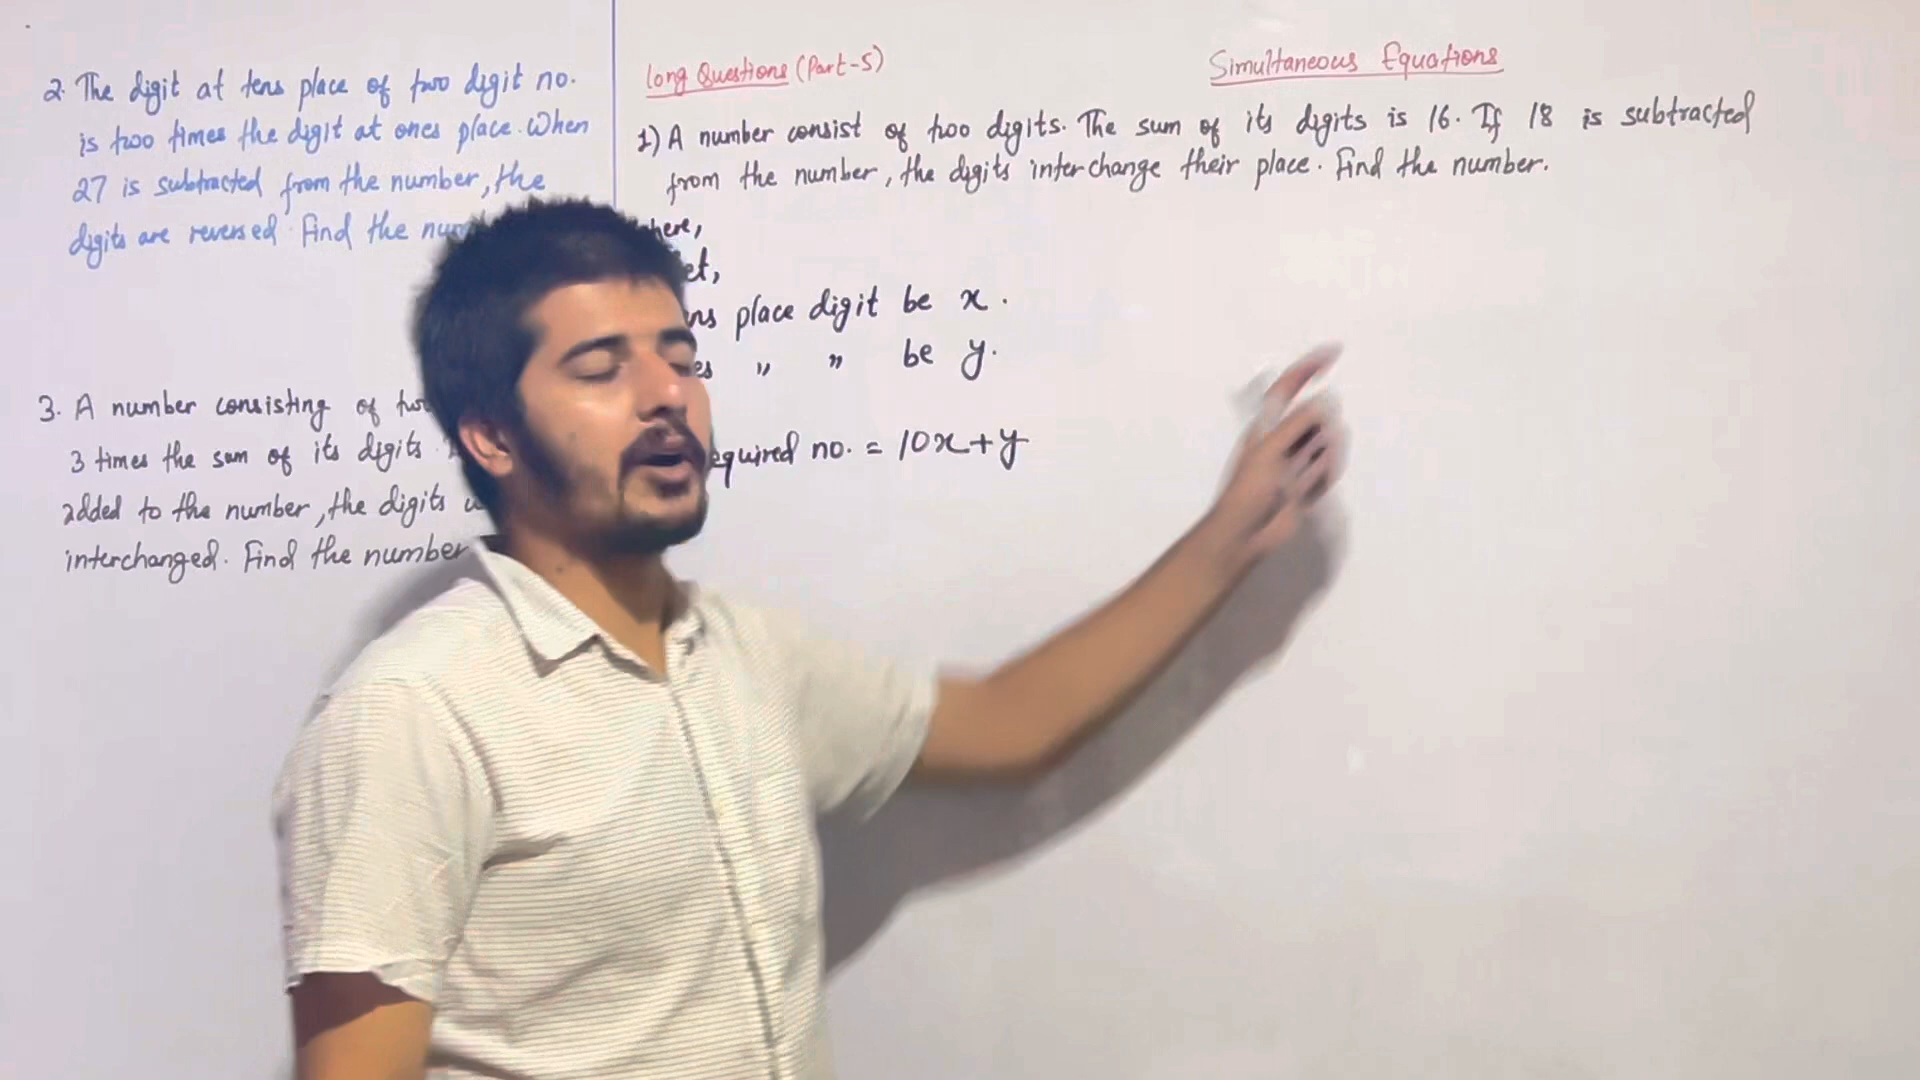 2. The digit at tens place of two digit no.
is two times the digit at ones place. When
27 is subtracted from the number, the
digits are reversed. Find the
3. A number consisting of
3 times the sum of its digits
added to the number, the digits
interchanged. Find the number
Long Questions (Part-5)
Simultaneous Equations
1) A number consist of two digits. The sum of its digits is 16. If 18 is subtracted
from the number, the digits interchange their place. Find the number.
here,
place digit be x.
" " be y.
no. = 10x+y